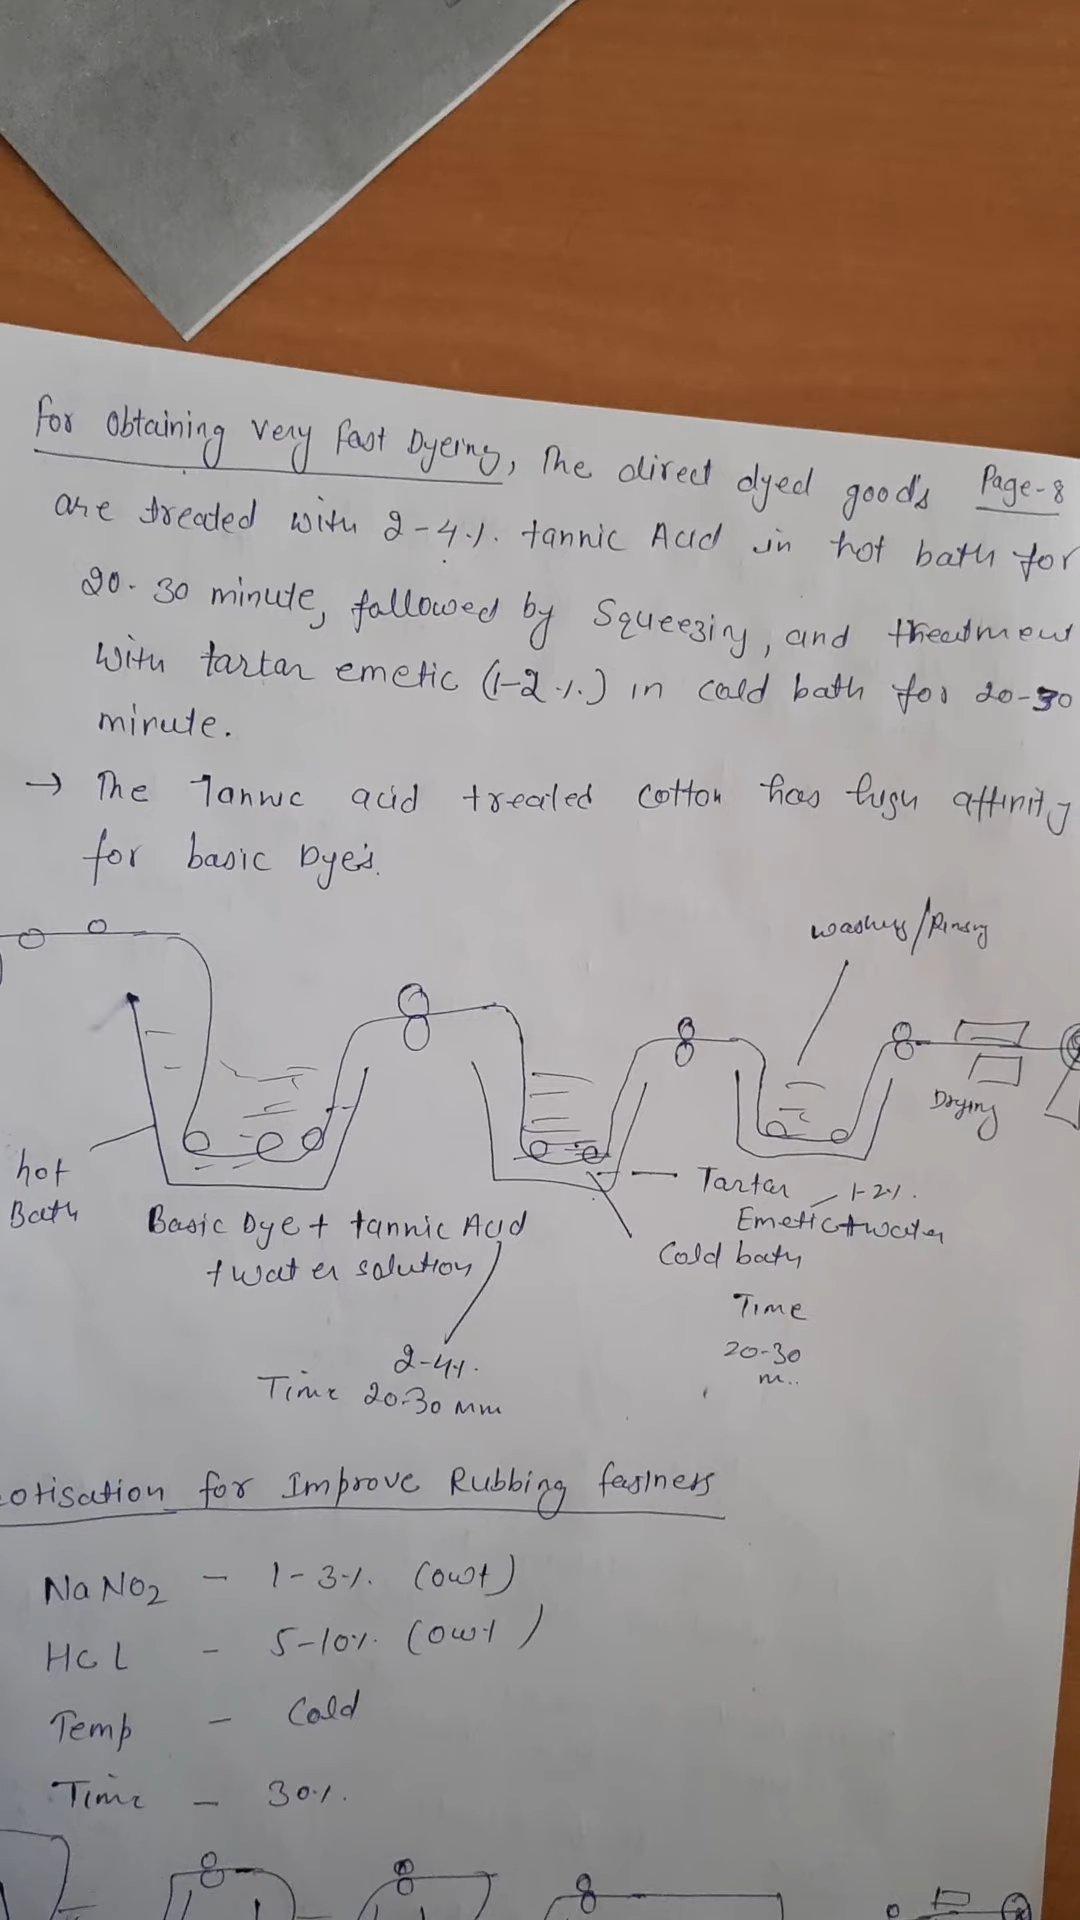 For Obtaining very fast Dyeing, The direct dyed good's Page-8
are treated with 2-4%. tannic Acid in hot bath for
20-30 minute, followed by Squeezing, and treatment
with tartar emetic (1-2%.) in cold bath for 20-30
minute.
→ The Tannic acid treated cotton has high affinity
for basic Dye's.
washing/Rinsing
Drying
hot
Bath
Basic Dye + tannic Acid
+ water solution
2-4%.
Time 20-30 min
Tartar 1-2%.
Emetic + water
Cold bath
Time
20-30
m..
otisation for Improve Rubbing fastness
NaNO2 - 1-3%. (owt)
HCL - 5-10%. (owt)
Temp - Cold
Time - 30%.